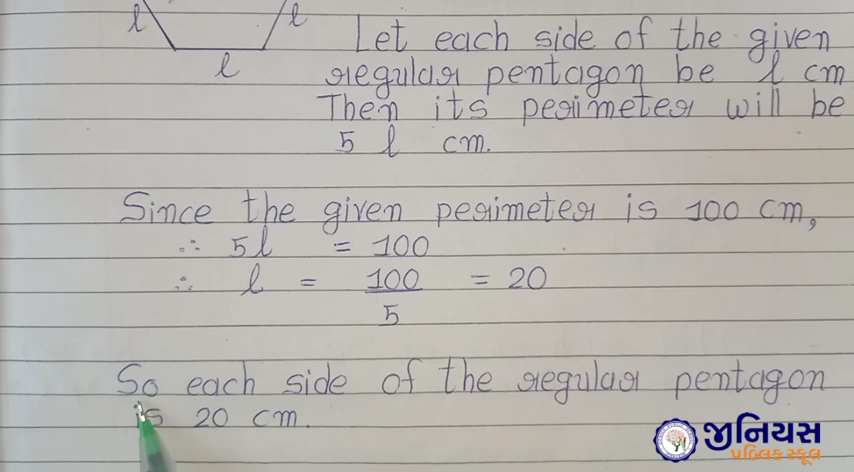 l l
l
Let each side of the given
regular pentagon be l cm
Then its perimeter will be
5 l cm.
Since the given perimeter is 100 cm,
∴ 5l = 100
∴ l = 100/5 = 20
So each side of the regular pentagon
is 20 cm.
જીનિયસ
પબ્લિક સ્કૂલ